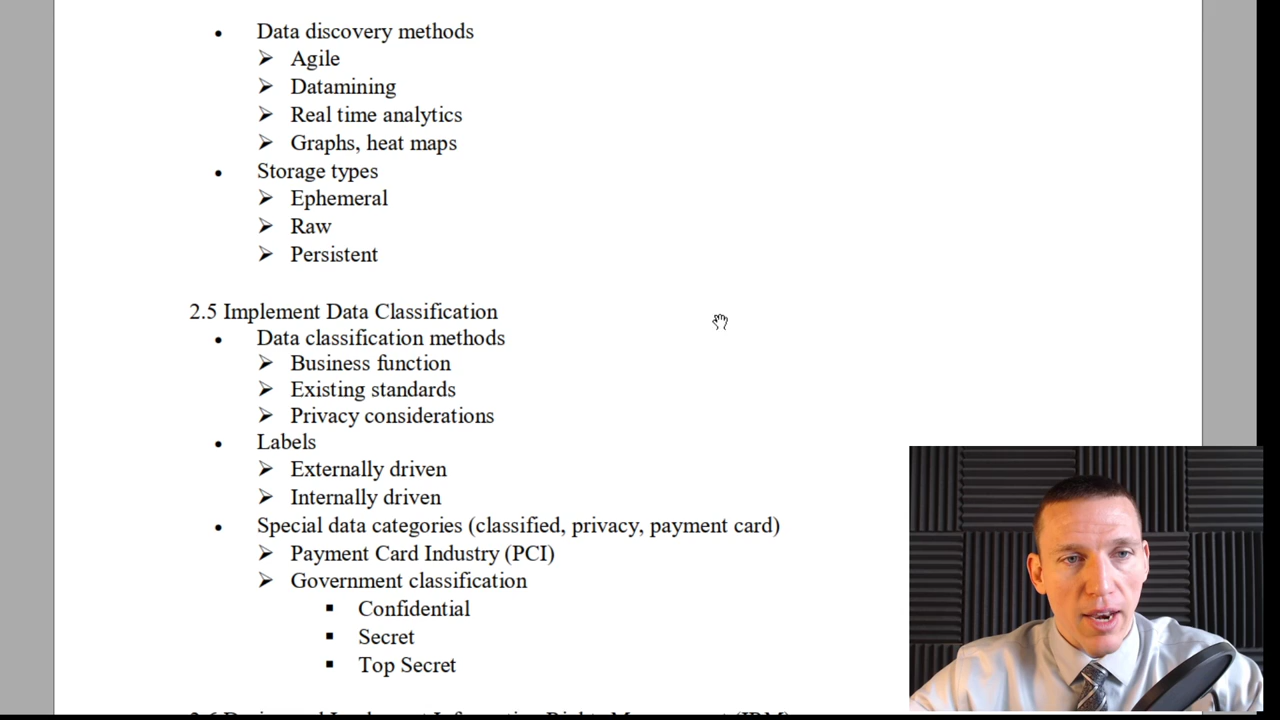 • Data discovery methods
➢ Agile
➢ Datamining
➢ Real time analytics
➢ Graphs, heat maps
• Storage types
➢ Ephemeral
➢ Raw
➢ Persistent
2.5 Implement Data Classification
• Data classification methods
➢ Business function
➢ Existing standards
➢ Privacy considerations
• Labels
➢ Externally driven
➢ Internally driven
• Special data categories (classified, privacy, payment card)
➢ Payment Card Industry (PCI)
➢ Government classification
▪ Confidential
▪ Secret
▪ Top Secret